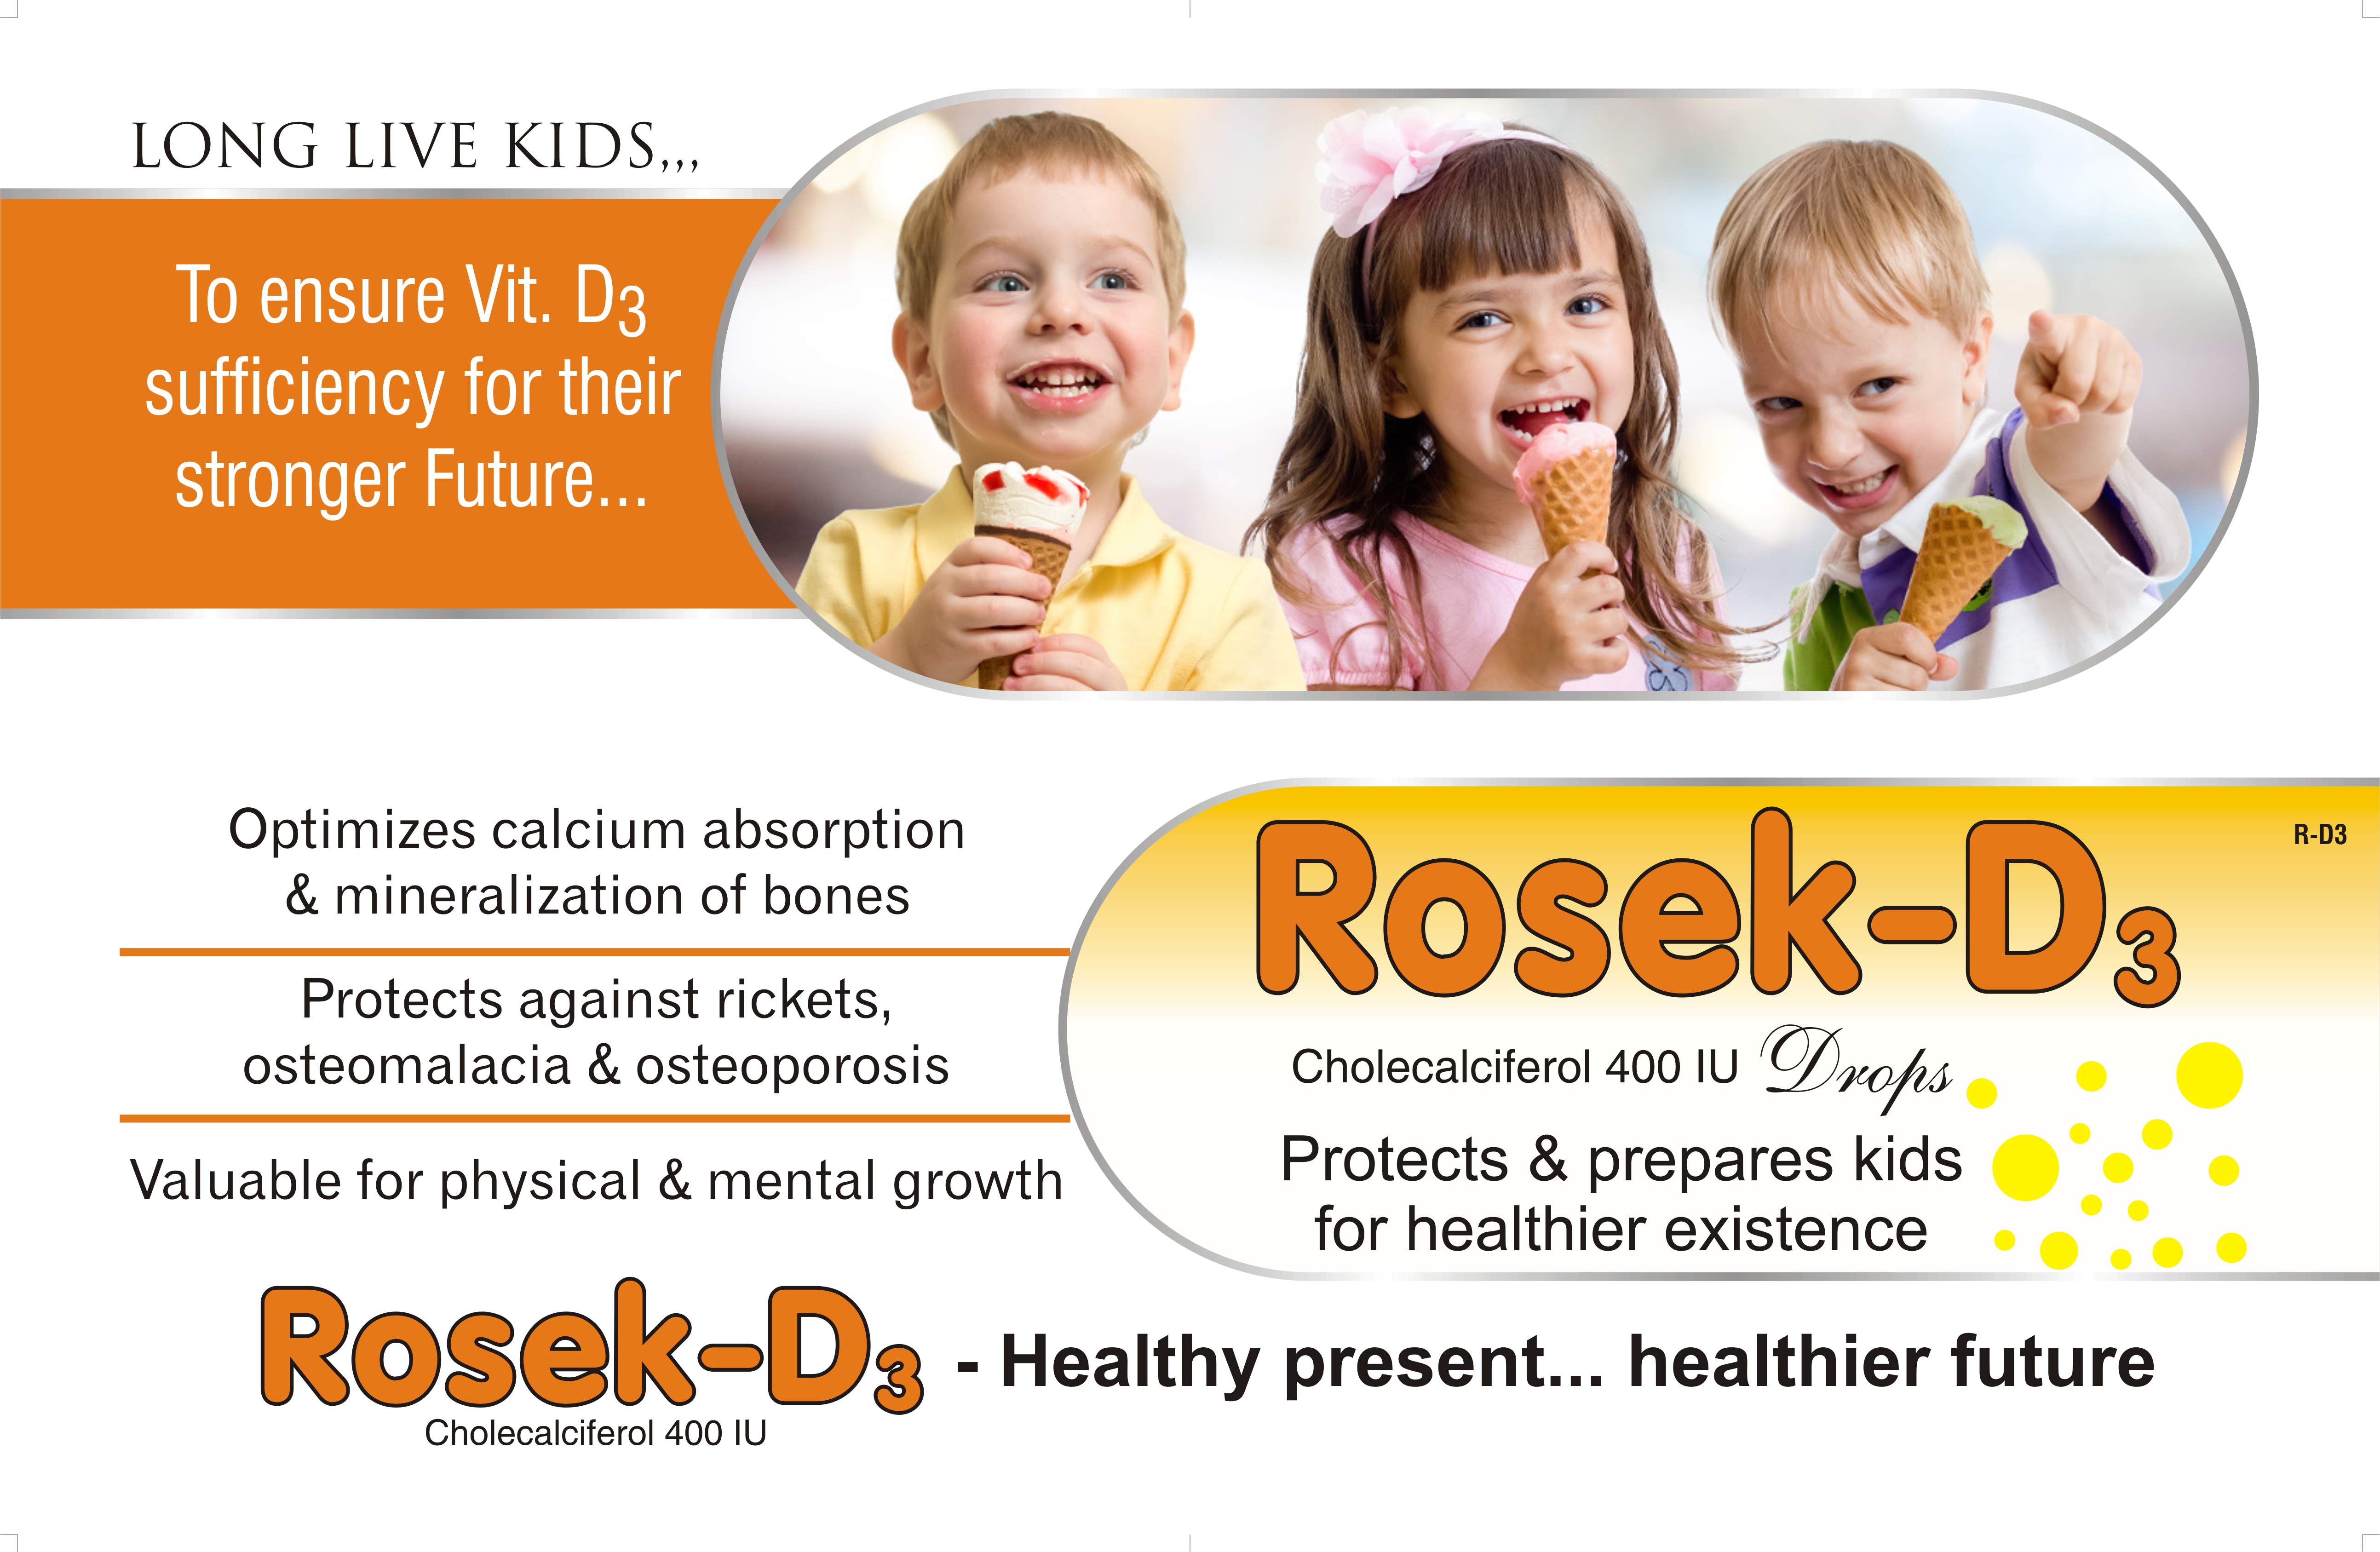 LONG LIVE KIDS,,,
To ensure Vit. D3
sufficiency for their
stronger Future...
Optimizes calcium absorption
& mineralization of bones
Protects against rickets,
osteomalacia & osteoporosis
Valuable for physical & mental growth
R-D3
Rosek-D3
Cholecalciferol 400 IU Drops
Protects & prepares kids
for healthier existence
Rosek-D3 - Healthy present... healthier future
Cholecalciferol 400 IU